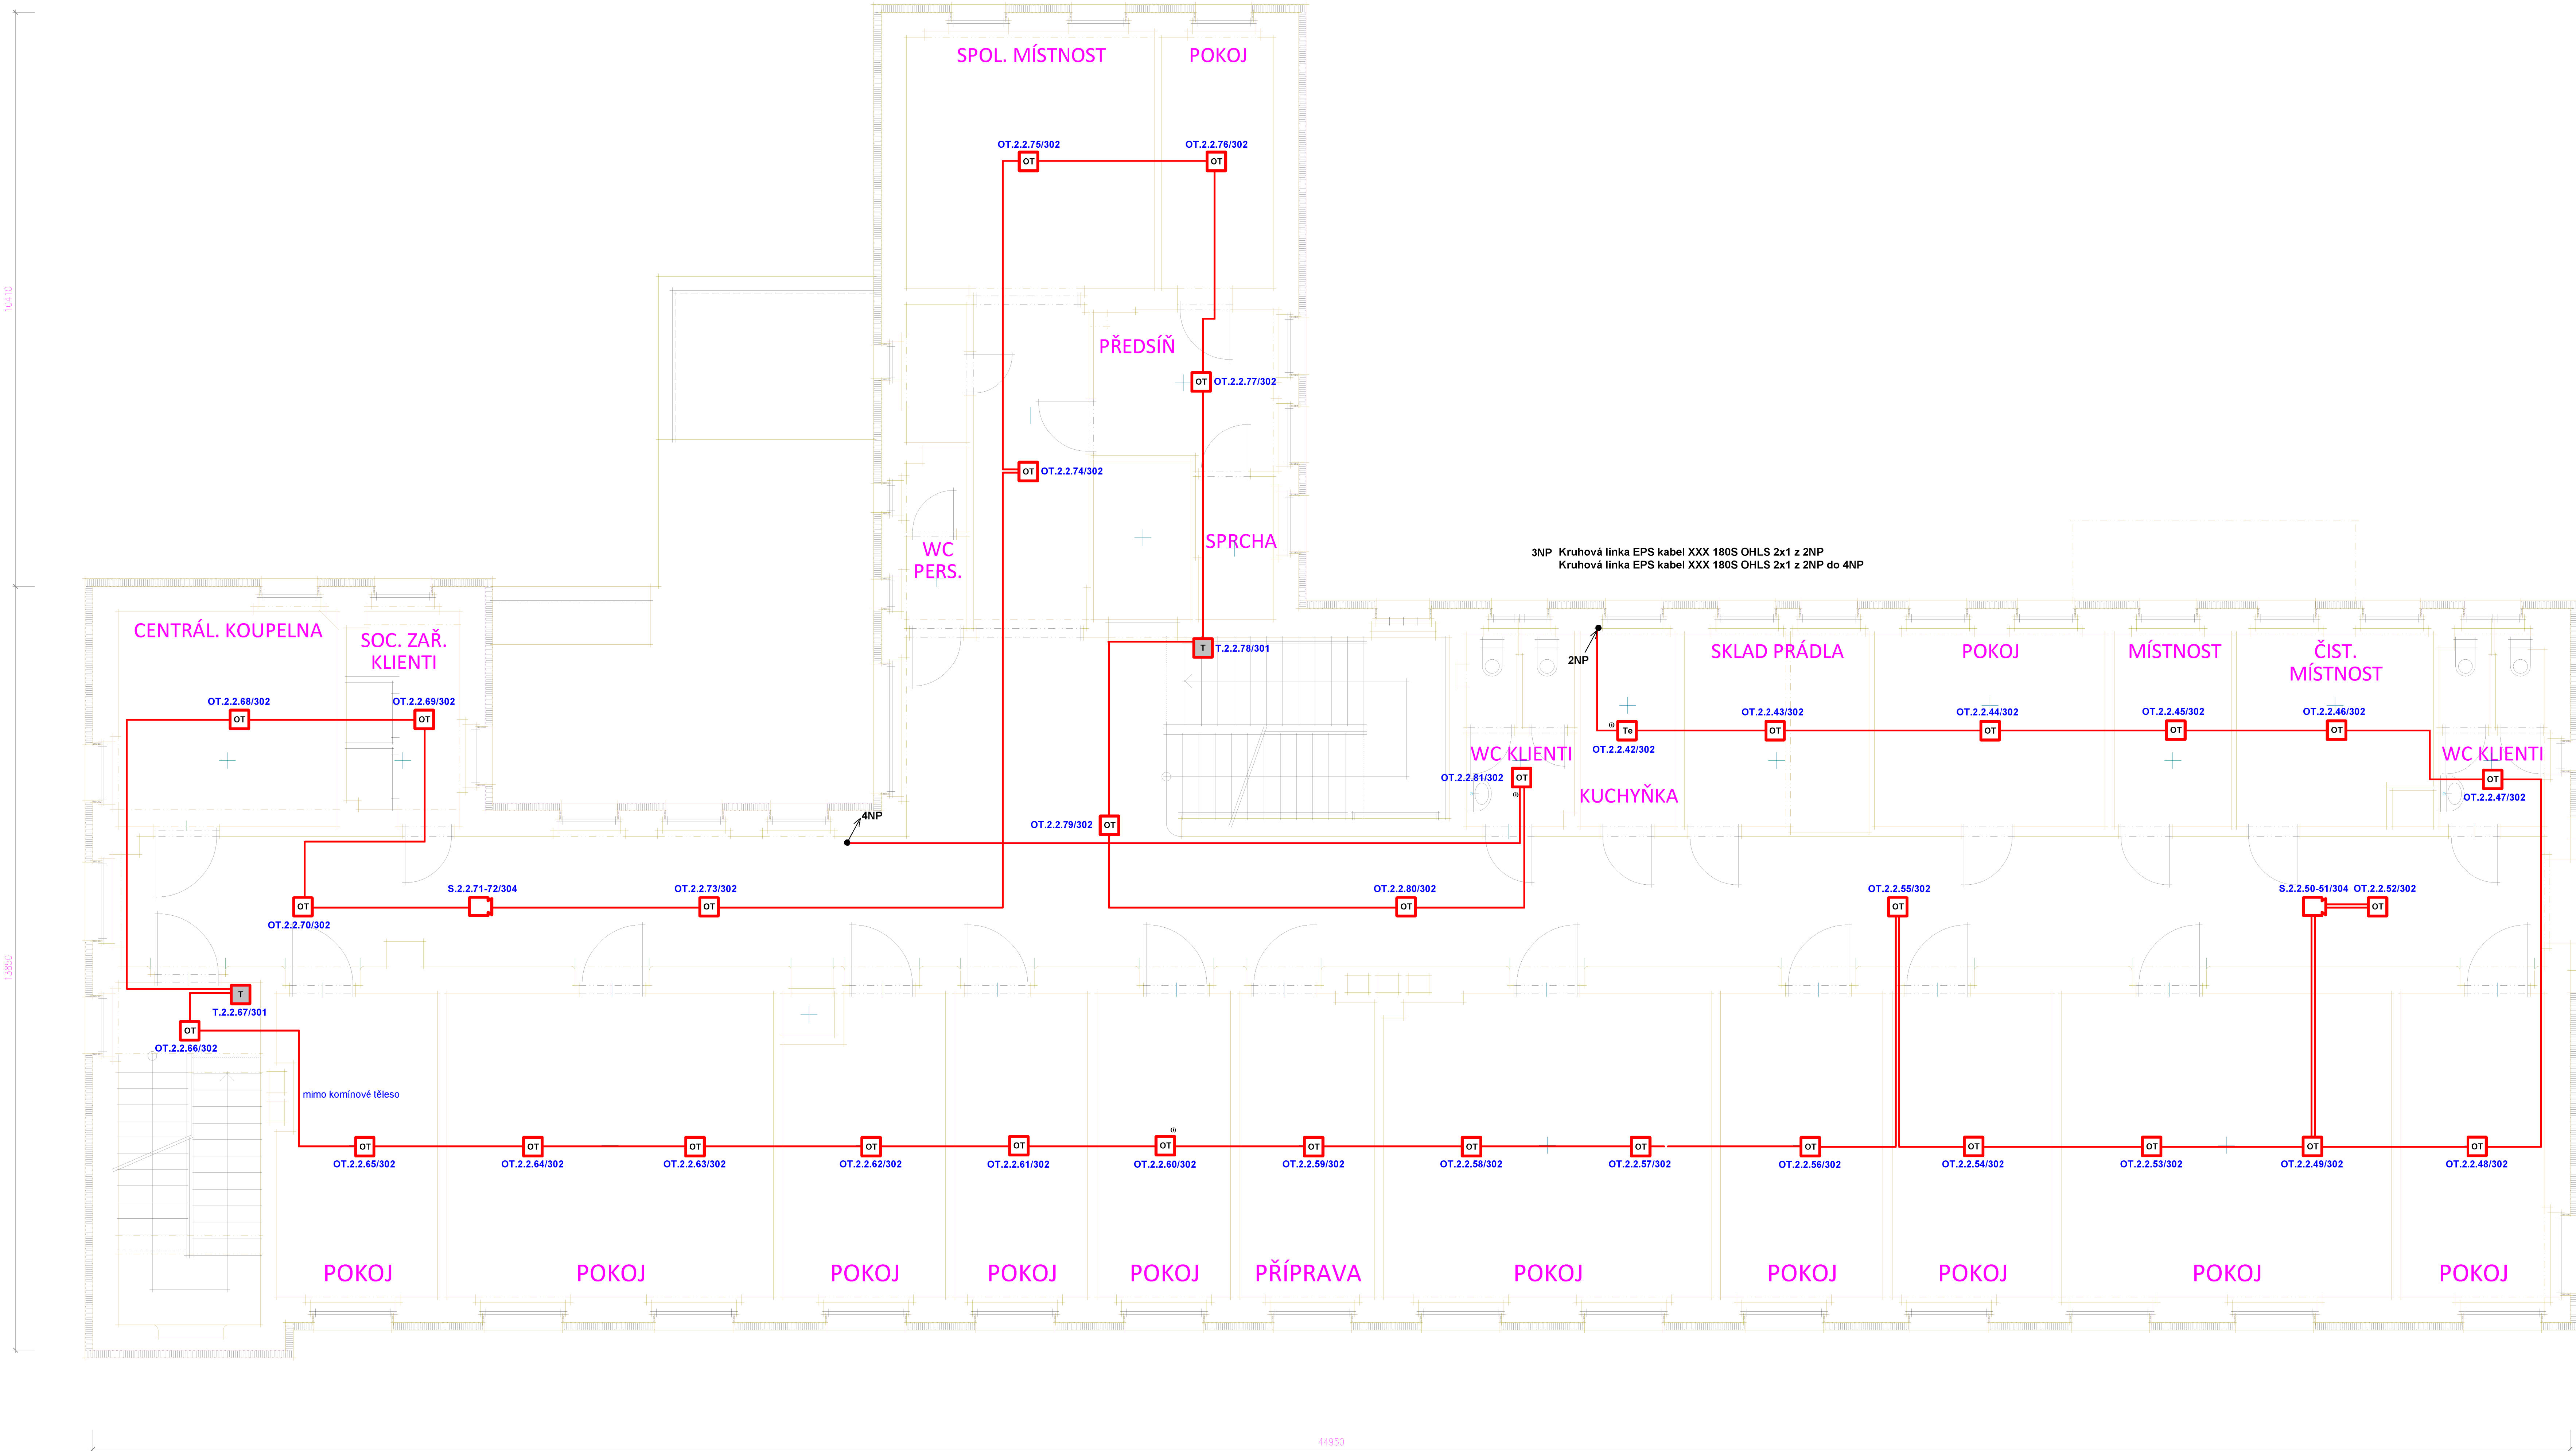 SPOL. MÍSTNOST
POKOJ
OT.2.2.75/302
OT.2.2.76/302
OT
OT
10410
PŘEDSÍŇ
OT
OT.2.2.77/302
OT
OT.2.2.74/302
WC
PERS.
SPRCHA
3NP Kruhová linka EPS kabel XXX 180S OHLS 2x1 z 2NP
Kruhová linka EPS kabel XXX 180S OHLS 2x1 z 2NP do 4NP
CENTRÁL. KOUPELNA
SOC. ZAŘ.
KLIENTI
T
T.2.2.78/301
2NP
SKLAD PRÁDLA
POKOJ
MÍSTNOST
ČIST.
MÍSTNOST
OT.2.2.68/302
OT.2.2.69/302
OT
OT
OT.2.2.43/302
OT.2.2.44/302
OT.2.2.45/302
OT.2.2.46/302
(i)
Te
OT
OT
OT
OT
OT.2.2.42/302
WC KLIENTI
WC KLIENTI
OT.2.2.81/302
OT
(i)
OT
OT.2.2.47/302
KUCHYŇKA
4NP
OT.2.2.79/302
OT
S.2.2.71-72/304
OT.2.2.73/302
OT.2.2.80/302
OT.2.2.55/302
S.2.2.50-51/304
OT.2.2.52/302
OT
OT
OT
OT
OT
OT.2.2.70/302
13850
T
T.2.2.67/301
OT
OT.2.2.66/302
mimo komínové těleso
(i)
OT
OT
OT
OT
OT
OT
OT
OT
OT
OT
OT
OT
OT
OT
OT.2.2.65/302
OT.2.2.64/302
OT.2.2.63/302
OT.2.2.62/302
OT.2.2.61/302
OT.2.2.60/302
OT.2.2.59/302
OT.2.2.58/302
OT.2.2.57/302
OT.2.2.56/302
OT.2.2.54/302
OT.2.2.53/302
OT.2.2.49/302
OT.2.2.48/302
POKOJ
POKOJ
POKOJ
POKOJ
POKOJ
PŘÍPRAVA
POKOJ
POKOJ
POKOJ
POKOJ
POKOJ
44950